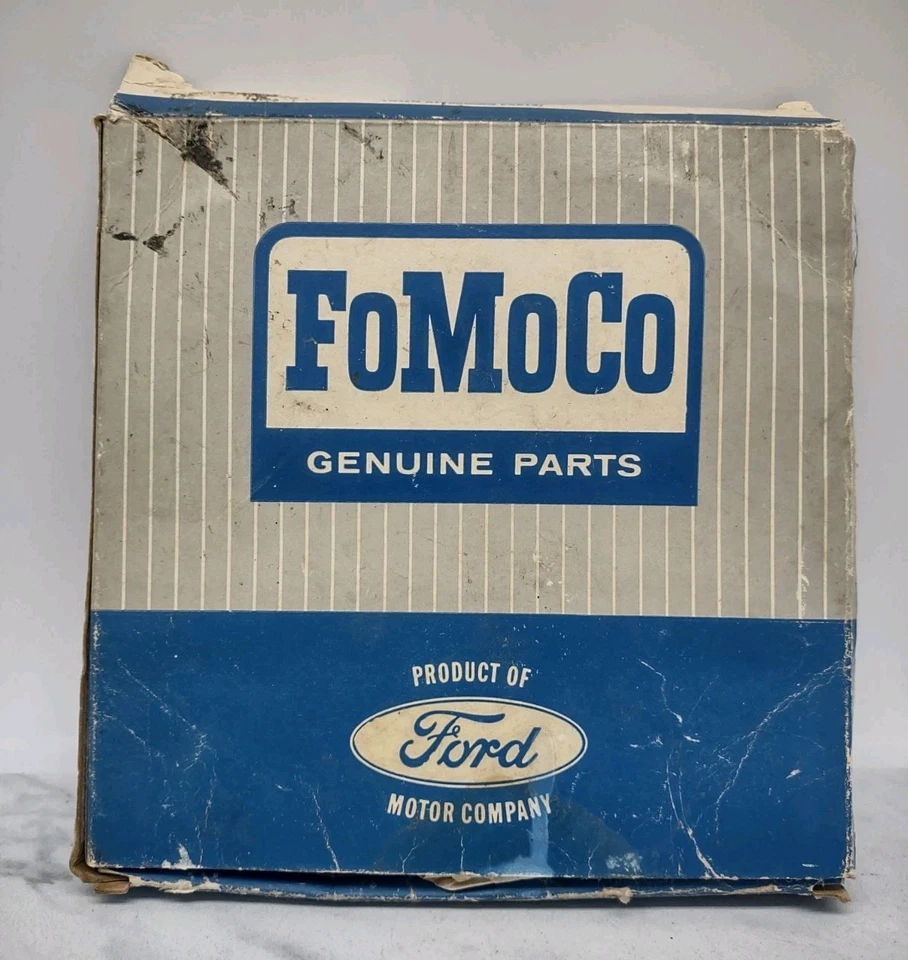 FoMoCo
GENUINE PARTS
PRODUCT OF
Ford
MOTOR COMPANY